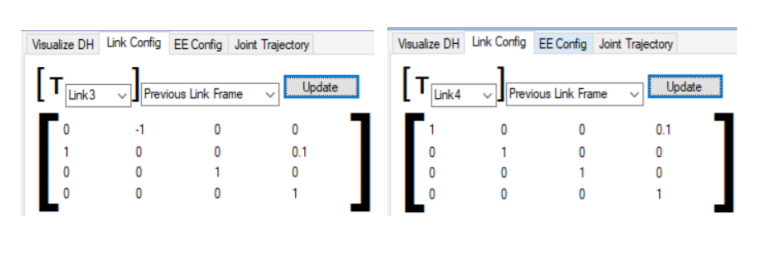 Visualize DH Link Config EE Config Joint Trajectory
[T Link3] Previous Link Frame Update
0 -1 0 0
1 0 0 0.1
0 0 1 0
0 0 0 1
Visualize DH Link Config EE Config Joint Trajectory
[T Link4] Previous Link Frame Update
1 0 0 0.1
0 1 0 0
0 0 1 0
0 0 0 1